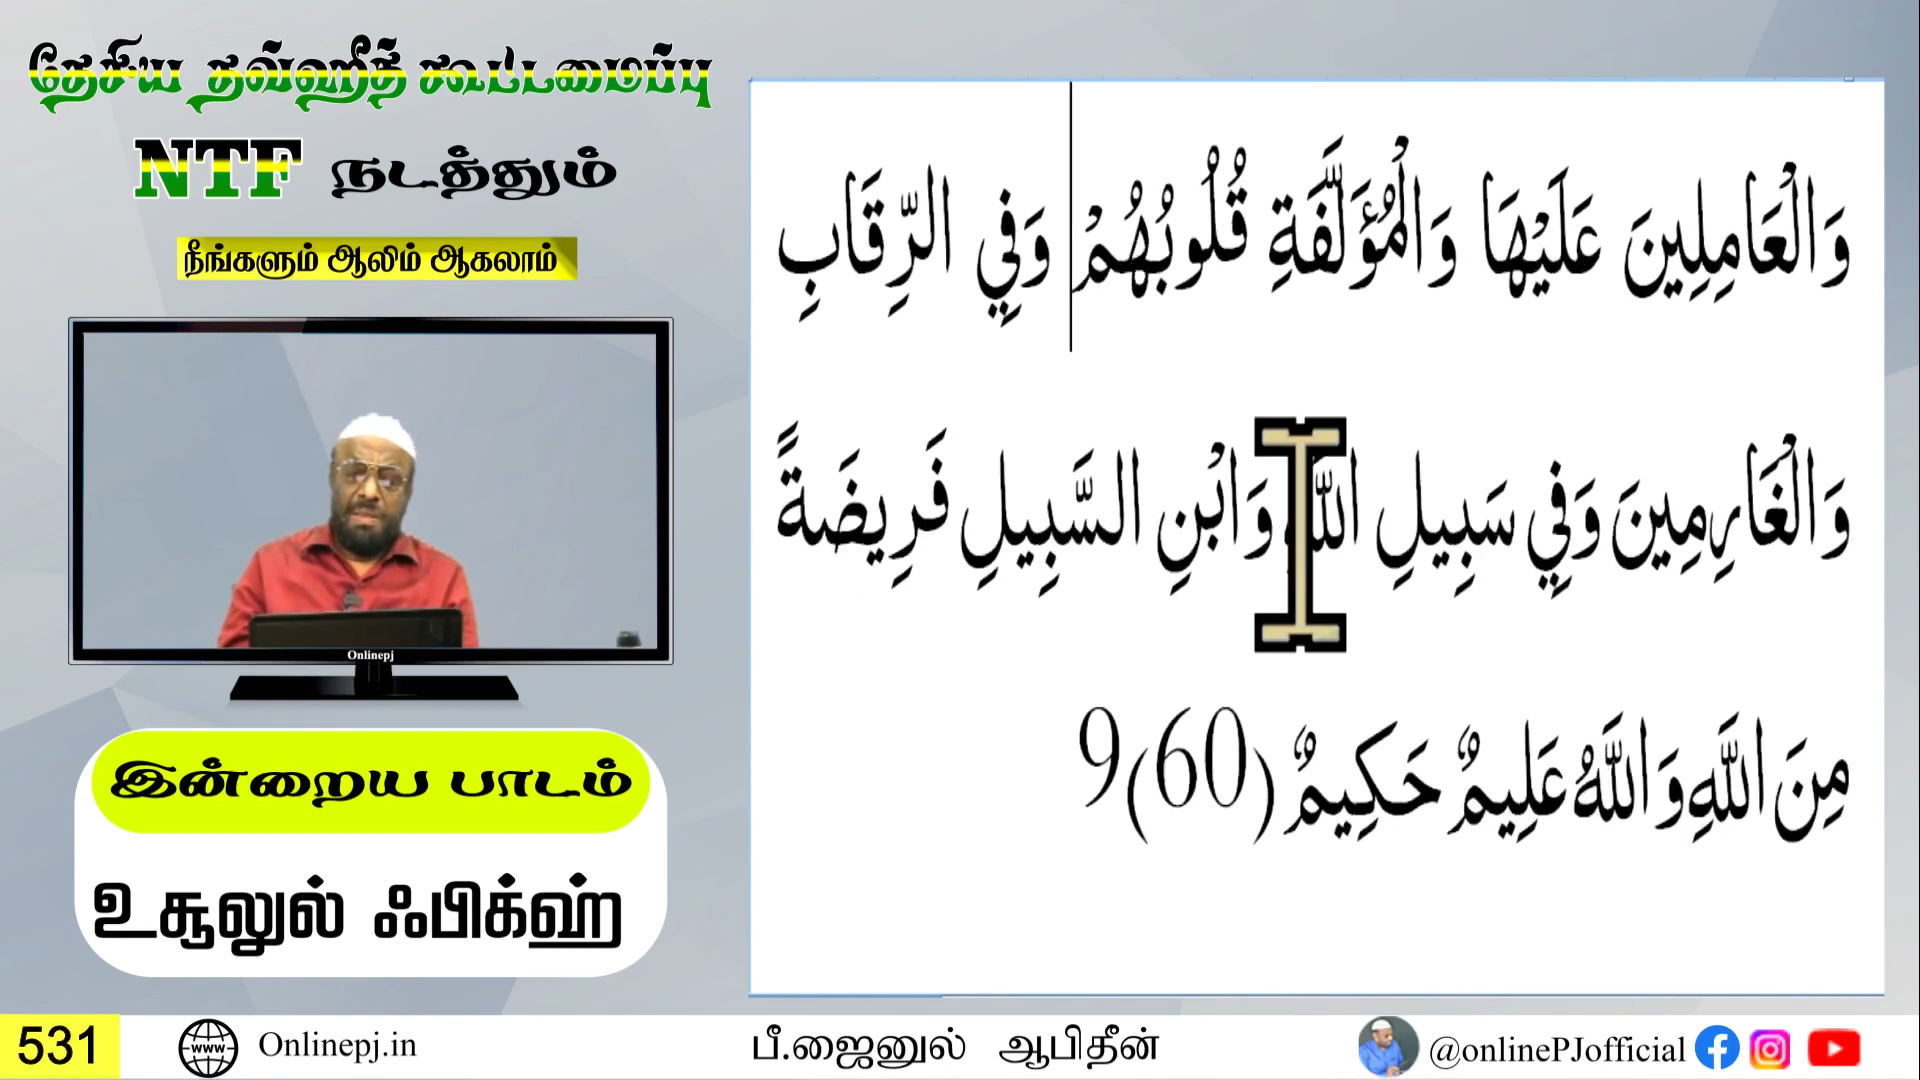 தேசிய தவ்ஹீத் கூட்டமைப்பு
NTF நடத்தும்
நீங்களும் ஆலிம் ஆகலாம்
Onlinepj
இன்றைய பாடம்
உசூலுல் ஃபிக்ஹ்
وَالْعَامِلِينَ عَلَيْهَا وَالْمُؤَلَّفَةِ قُلُوبُهُمْ وَفِي الرِّقَابِ
وَالْغَارِمِينَ وَفِي سَبِيلِ اللَّهِ وَابْنِ السَّبِيلِ فَرِيضَةً
مِنَ اللَّهِ وَاللَّهُ عَلِيمٌ حَكِيمٌ (60)9
531 www Onlinepj.in பீ.ஜைனுல் ஆபிதீன் @onlinePJofficial